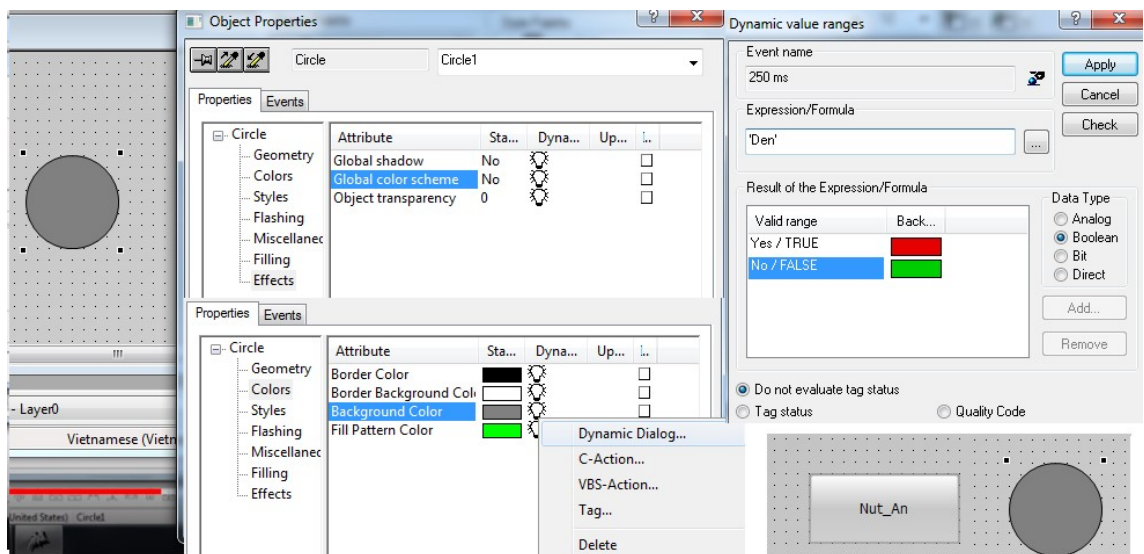 Object Properties
Circle
Circle1
Properties
Events
Circle
Geometry
Colors
Styles
Flashing
Miscellanec
Filling
Effects
Attribute Sta... Dyna... Up... I..
Global shadow No
Global color scheme No
Object transparency 0
Properties
Events
Circle
Geometry
Colors
Styles
Flashing
Miscellanec
Filling
Effects
Attribute Sta... Dyna... Up... I..
Border Color
Border Background Col
Background Color
Fill Pattern Color
Dynamic Dialog...
C-Action...
VBS-Action...
Tag...
Delete
- Layer0
Vietnamese (Vietn
United States) Circle1
Dynamic value ranges
Event name
250 ms
Apply
Cancel
Check
Expression/Formula
'Den'
...
Result of the Expression/Formula
Valid range Back...
Yes / TRUE
No / FALSE
Data Type
Analog
Boolean
Bit
Direct
Add...
Remove
Do not evaluate tag status
Tag status
Quality Code
Nut_An